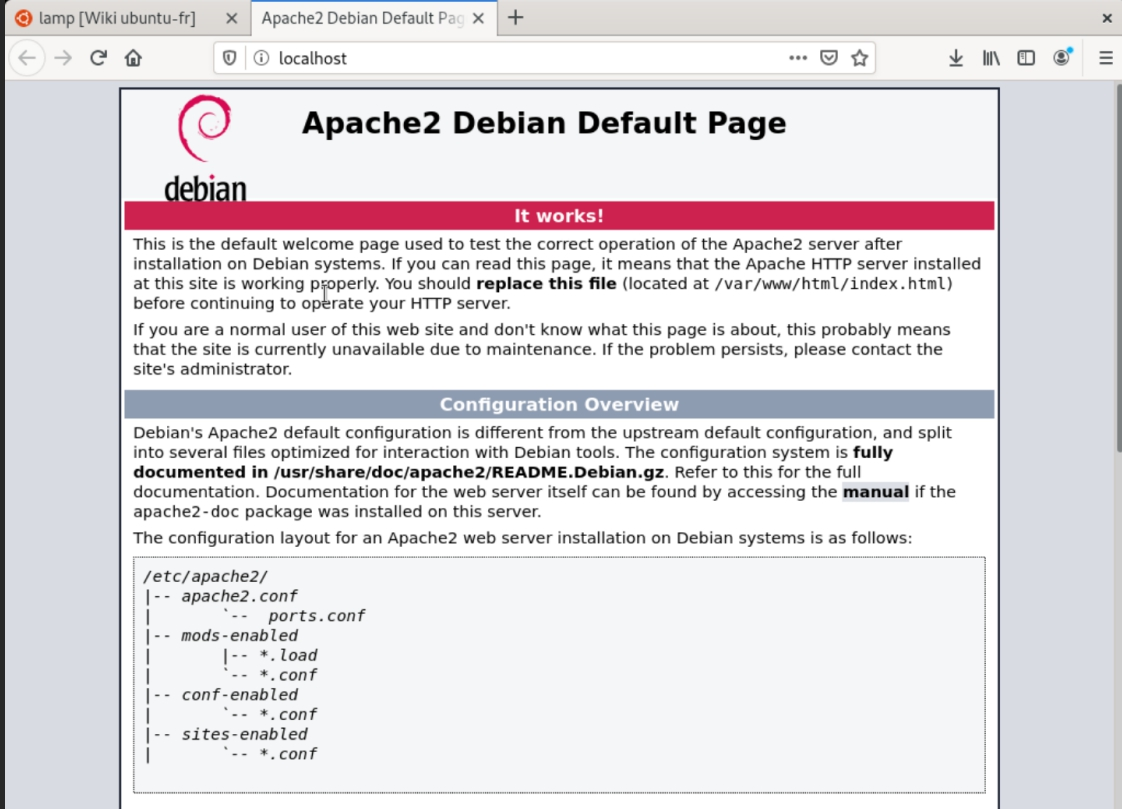 lamp [Wiki ubuntu-fr]
Apache2 Debian Default Pag
localhost
debian
Apache2 Debian Default Page
It works!
This is the default welcome page used to test the correct operation of the Apache2 server after
installation on Debian systems. If you can read this page, it means that the Apache HTTP server installed
at this site is working properly. You should replace this file (located at /var/www/html/index.html)
before continuing to operate your HTTP server.
If you are a normal user of this web site and don't know what this page is about, this probably means
that the site is currently unavailable due to maintenance. If the problem persists, please contact the
site's administrator.
Configuration Overview
Debian's Apache2 default configuration is different from the upstream default configuration, and split
into several files optimized for interaction with Debian tools. The configuration system is fully
documented in /usr/share/doc/apache2/README.Debian.gz. Refer to this for the full
documentation. Documentation for the web server itself can be found by accessing the manual if the
apache2-doc package was installed on this server.
The configuration layout for an Apache2 web server installation on Debian systems is as follows:
/etc/apache2/
|-- apache2.conf
|       `--  ports.conf
|-- mods-enabled
|       |-- *.load
|       `-- *.conf
|-- conf-enabled
|       `-- *.conf
|-- sites-enabled
|       `-- *.conf